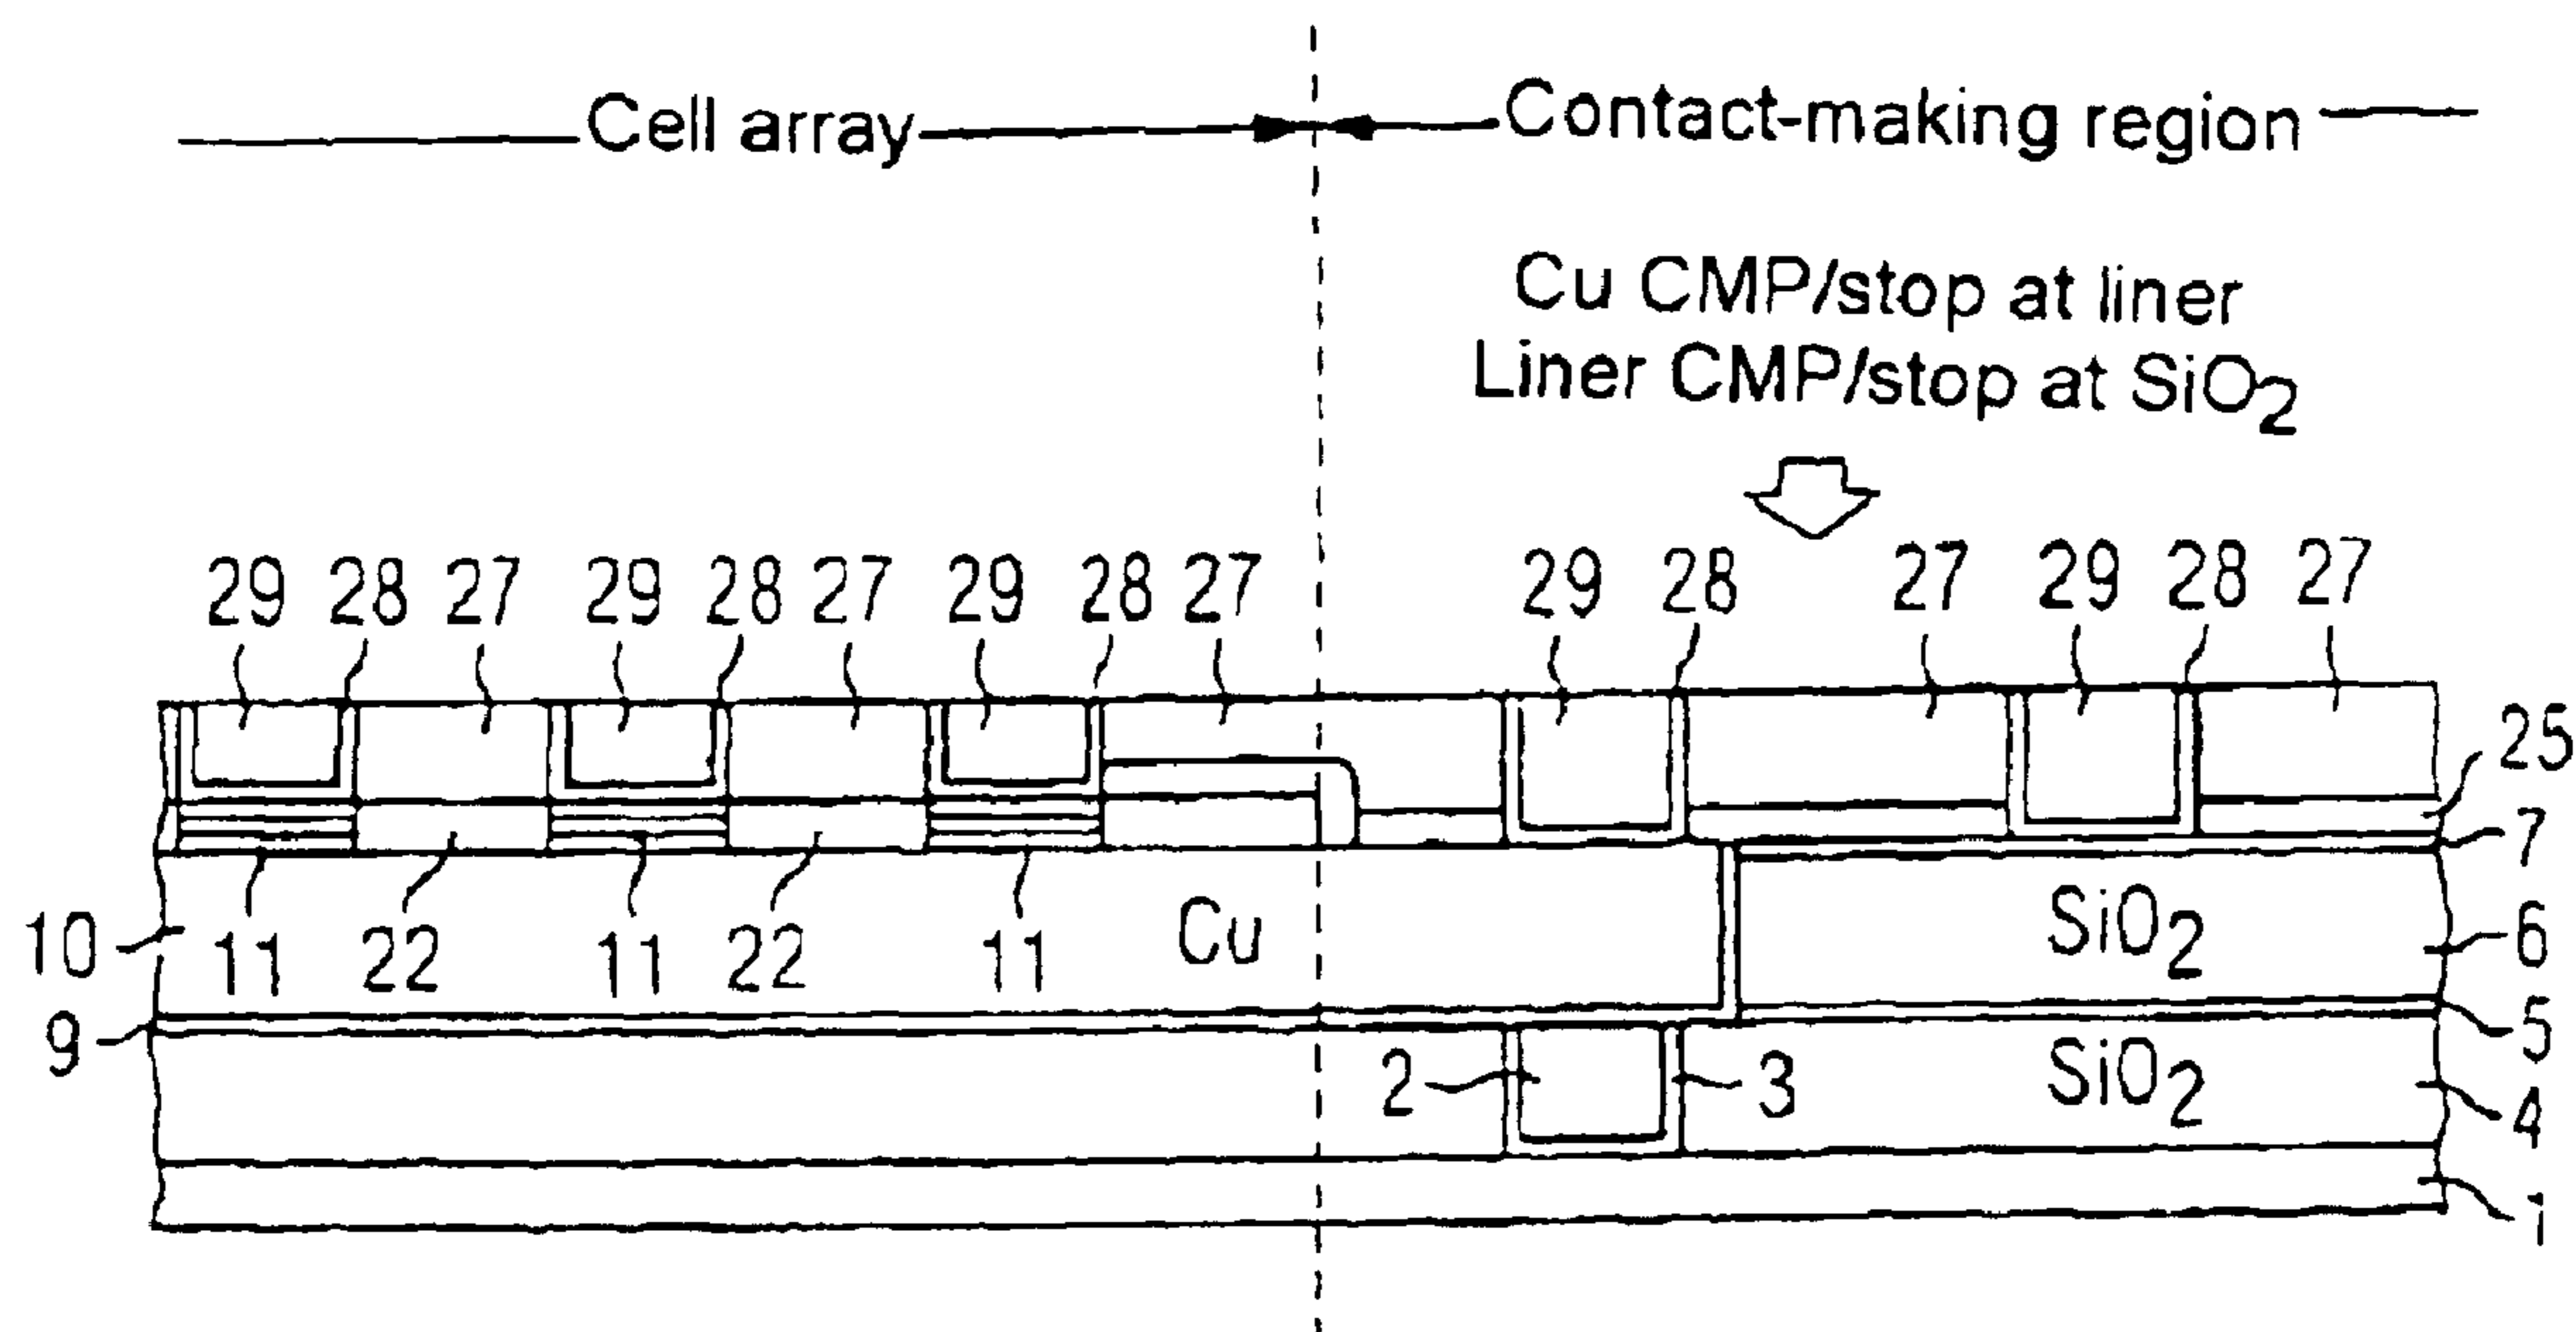 Cell array Contact-making region
Cu CMP/stop at liner
Liner CMP/stop at SiO2
29 28 27 29 28 27 29 28 27 29 28 27 29 28 27
25
7
10 11 22 11 22 11 Cu SiO2 6
9 5
2 3 SiO2 4
1